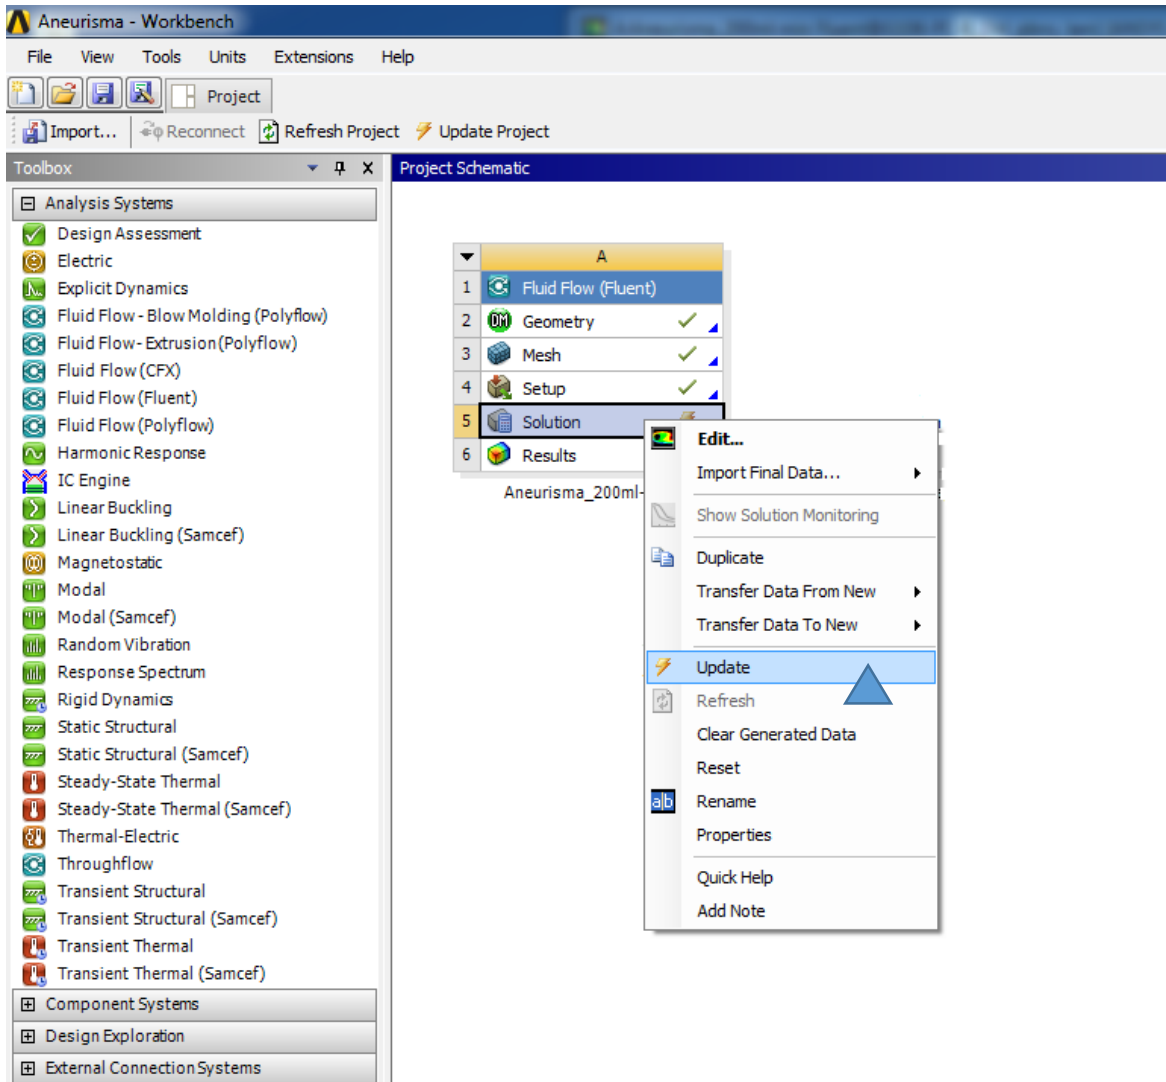 Aneurisma - Workbench
File View Tools Units Extensions Help
Project
Import... Reconnect Refresh Project Update Project
Toolbox
Project Schematic
Analysis Systems
Design Assessment
Electric
Explicit Dynamics
Fluid Flow - Blow Molding (Polyflow)
Fluid Flow- Extrusion (Polyflow)
Fluid Flow (CFX)
Fluid Flow (Fluent)
Fluid Flow (Polyflow)
Harmonic Response
IC Engine
Linear Buckling
Linear Buckling (Samcef)
Magnetostatic
Modal
Modal (Samcef)
Random Vibration
Response Spectrum
Rigid Dynamics
Static Structural
Static Structural (Samcef)
Steady-State Thermal
Steady-State Thermal (Samcef)
Thermal-Electric
Throughflow
Transient Structural
Transient Structural (Samcef)
Transient Thermal
Transient Thermal (Samcef)
Component Systems
Design Exploration
External Connection Systems
A
1 Fluid Flow (Fluent)
2 DM Geometry
3 Mesh
4 Setup
5 Solution
6 Results
Aneurisma_200ml-
Edit...
Import Final Data...
Show Solution Monitoring
Duplicate
Transfer Data From New
Transfer Data To New
Update
Refresh
Clear Generated Data
Reset
a|b Rename
Properties
Quick Help
Add Note